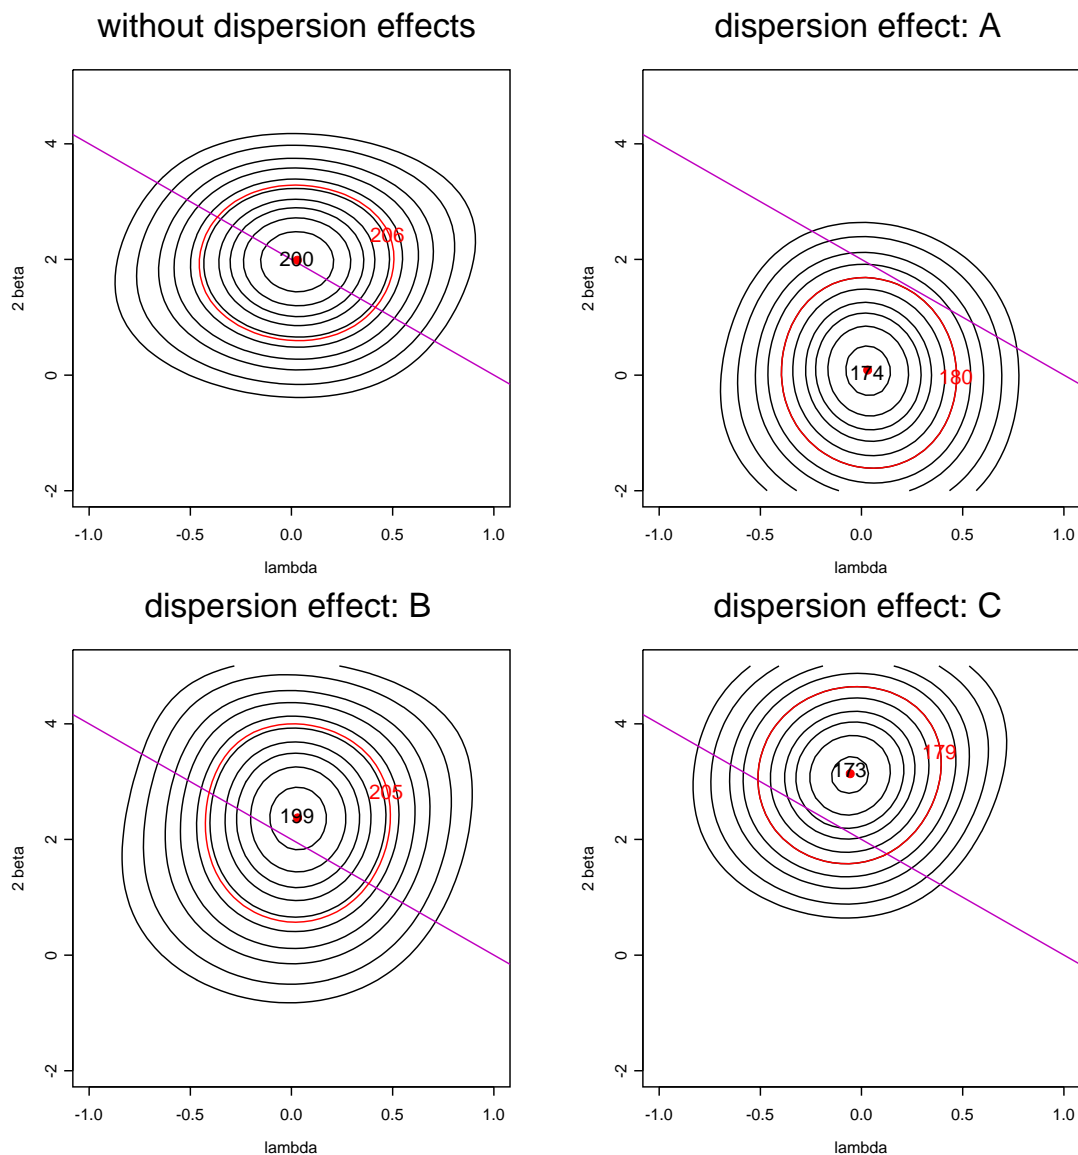 without dispersion effects
4
2
0
-2
2 beta
206
200
-1.0 -0.5 0.0 0.5 1.0
lambda
dispersion effect: A
4
2
0
-2
2 beta
174
180
-1.0 -0.5 0.0 0.5 1.0
lambda
dispersion effect: B
4
2
0
-2
2 beta
205
199
-1.0 -0.5 0.0 0.5 1.0
lambda
dispersion effect: C
4
2
0
-2
2 beta
179
173
-1.0 -0.5 0.0 0.5 1.0
lambda